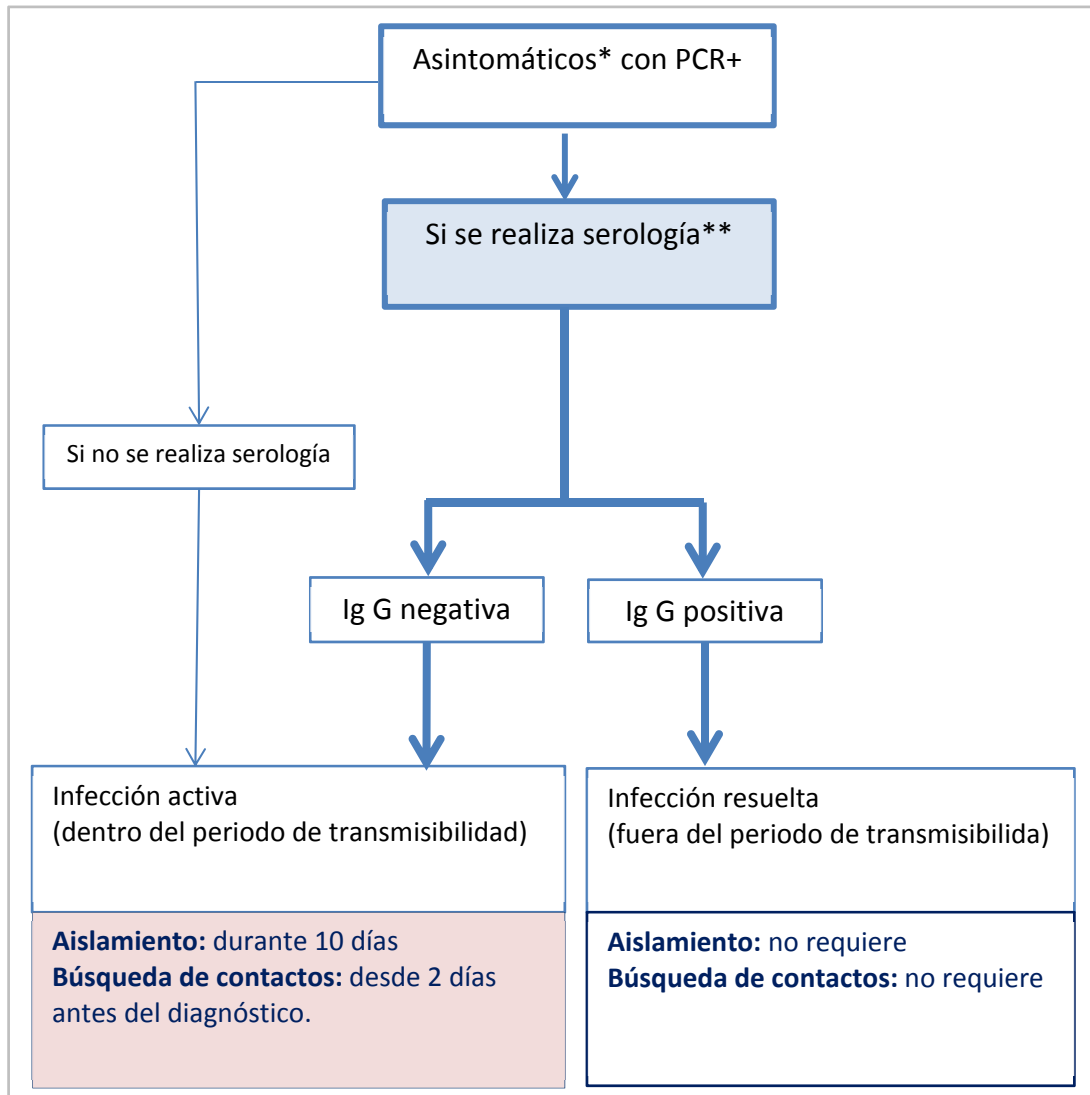 Asintomáticos* con PCR+
Si se realiza serología**
Si no se realiza serología
Ig G negativa
Ig G positiva
Infección activa
(dentro del periodo de transmisibilidad)
Aislamiento: durante 10 días
Búsqueda de contactos: desde 2 días
antes del diagnóstico.
Infección resuelta
(fuera del periodo de transmisibilida)
Aislamiento: no requiere
Búsqueda de contactos: no requiere